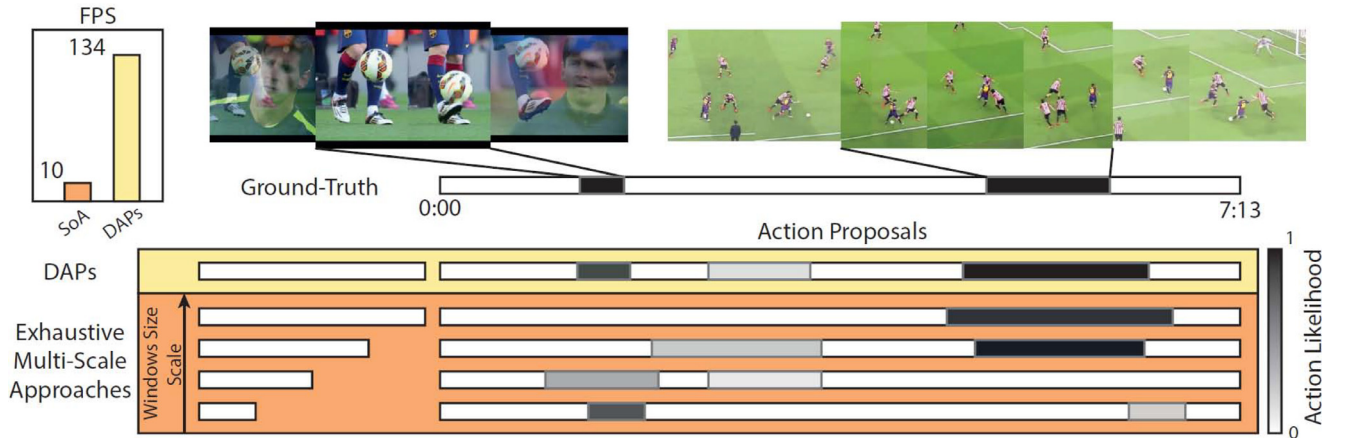 FPS
134
10
SoA
DAPs
Ground-Truth
0:00
7:13
Action Proposals
DAPs
Exhaustive
Multi-Scale
Approaches
Windows Size
Scale
1
Action Likelihood
0